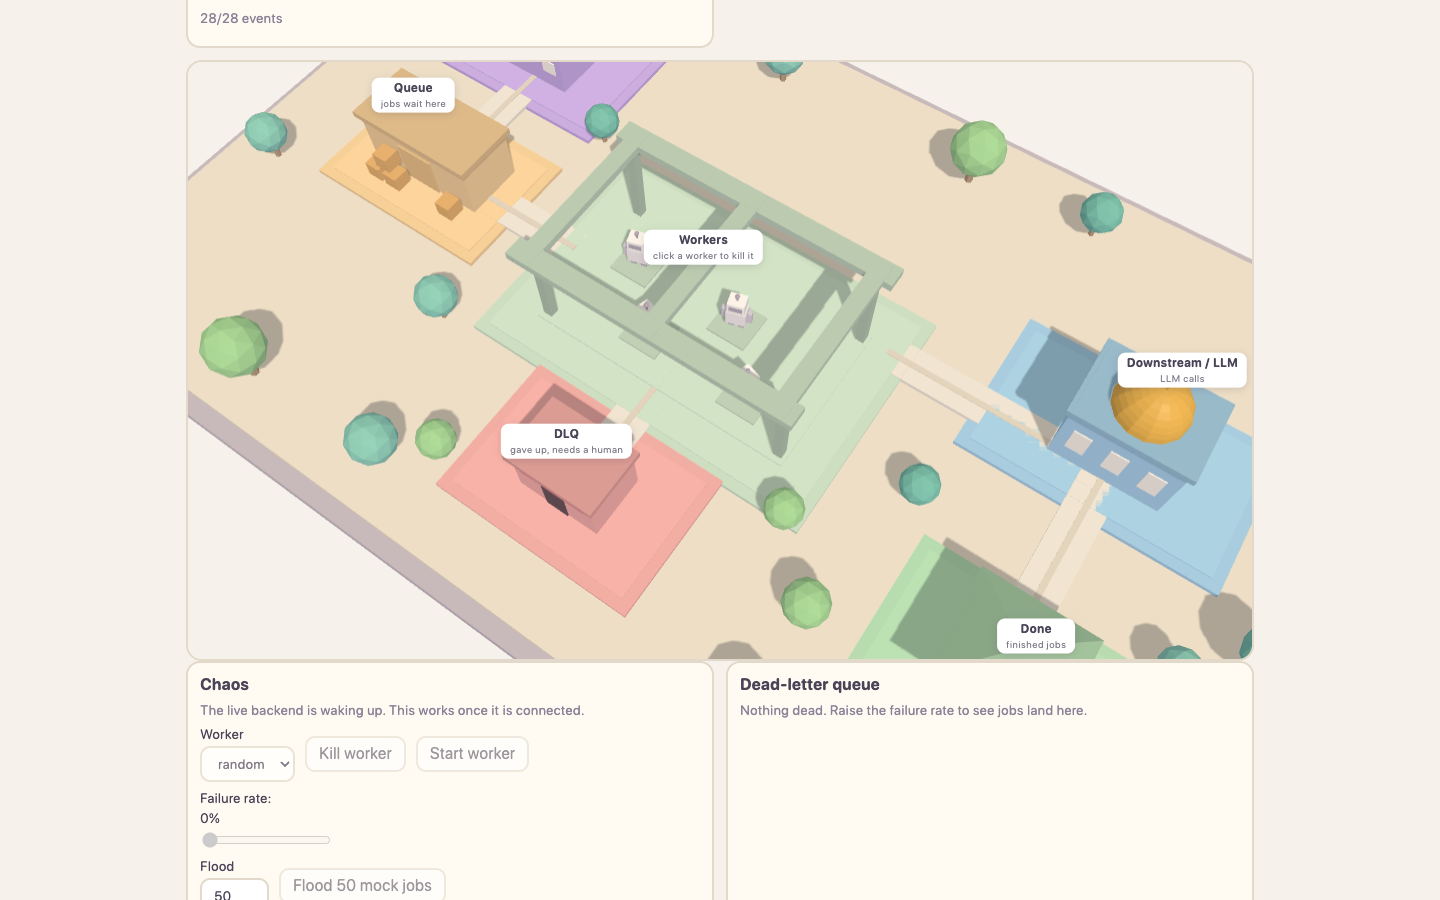 28/28 events
Queue
jobs wait here
Workers
click a worker to kill it
Downstream / LLM
LLM calls
DLQ
gave up, needs a human
Done
finished jobs
Chaos
The live backend is waking up. This works once it is connected.
Worker
random
Kill worker
Start worker
Failure rate:
0%
Flood
50
Flood 50 mock jobs
Dead-letter queue
Nothing dead. Raise the failure rate to see jobs land here.